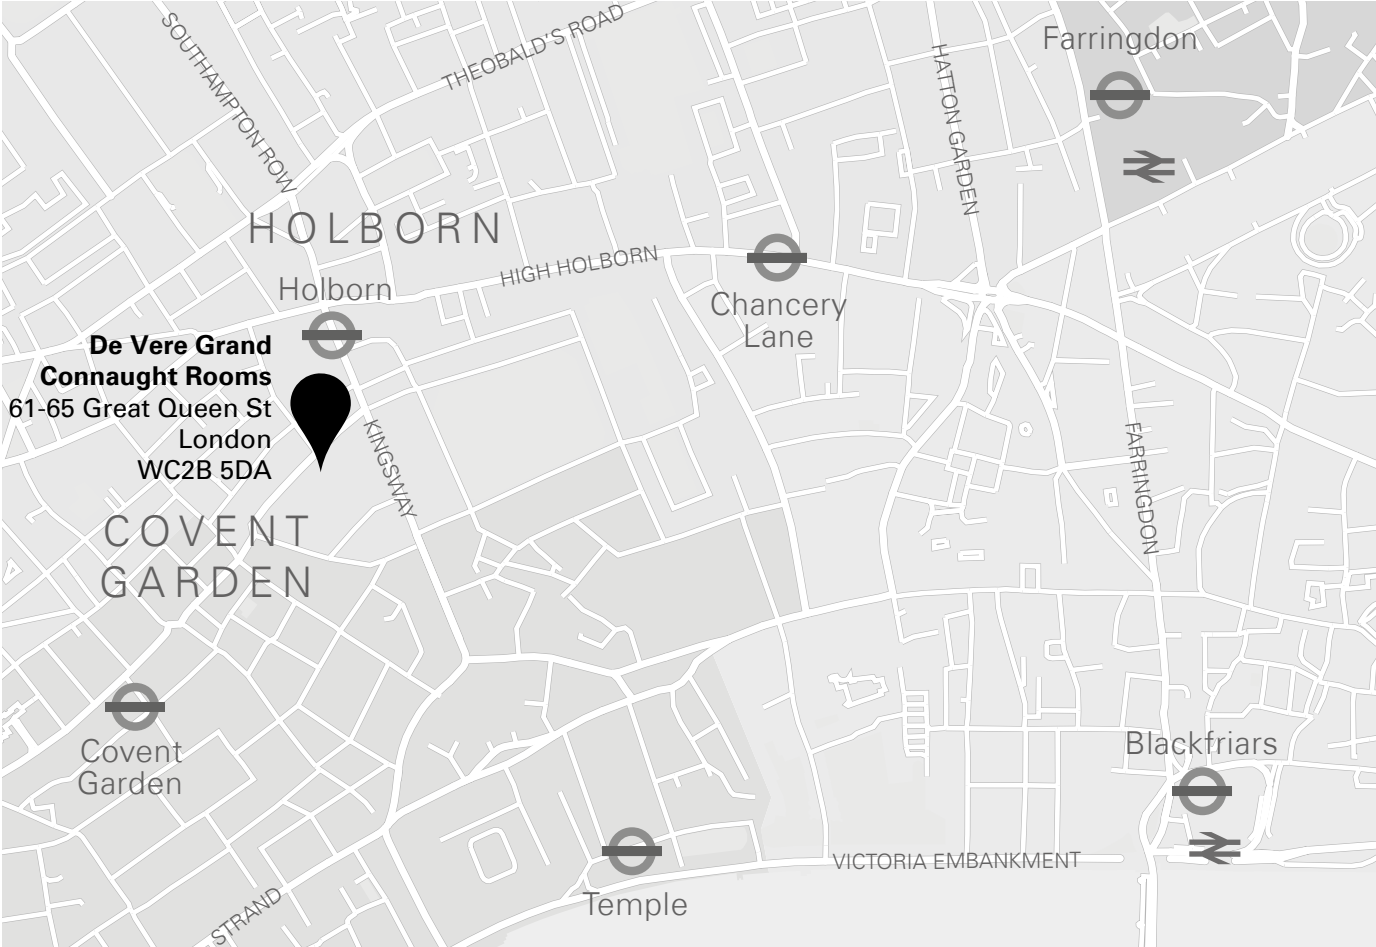 SOUTHAMPTON ROW
THEOBALD'S ROAD
HATTON GARDEN
Farringdon
HOLBORN
HIGH HOLBORN
Holborn
Chancery
Lane
De Vere Grand
Connaught Rooms
61-65 Great Queen St
London
WC2B 5DA
KINGSWAY
FARRINGDON
COVENT
GARDEN
Covent
Garden
Blackfriars
VICTORIA EMBANKMENT
Temple
STRAND